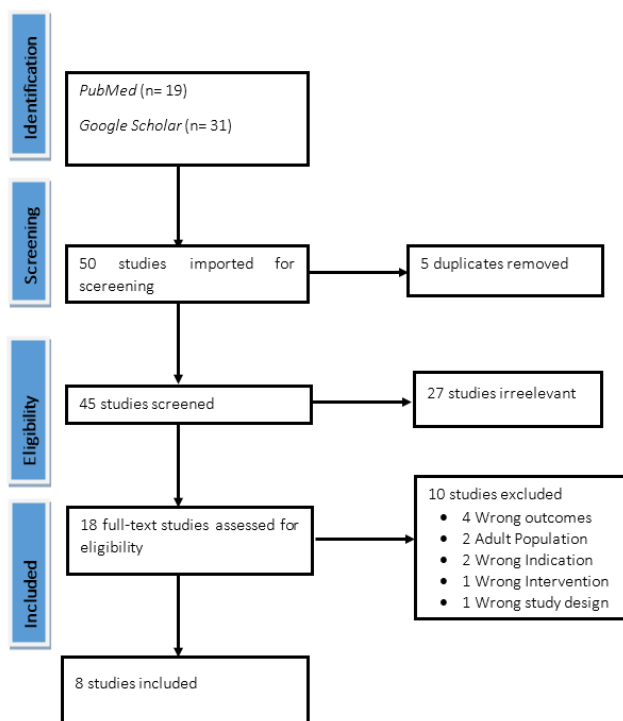 Identification
PubMed (n= 19)
Google Scholar (n= 31)
Screening
50 studies imported for
scereening
5 duplicates removed
Eligibility
45 studies screened
27 studies irreelevant
Included
18 full-text studies assessed for
eligibility
10 studies excluded
• 4 Wrong outcomes
• 2 Adult Population
• 2 Wrong Indication
• 1 Wrong Intervention
• 1 Wrong study design
8 studies included